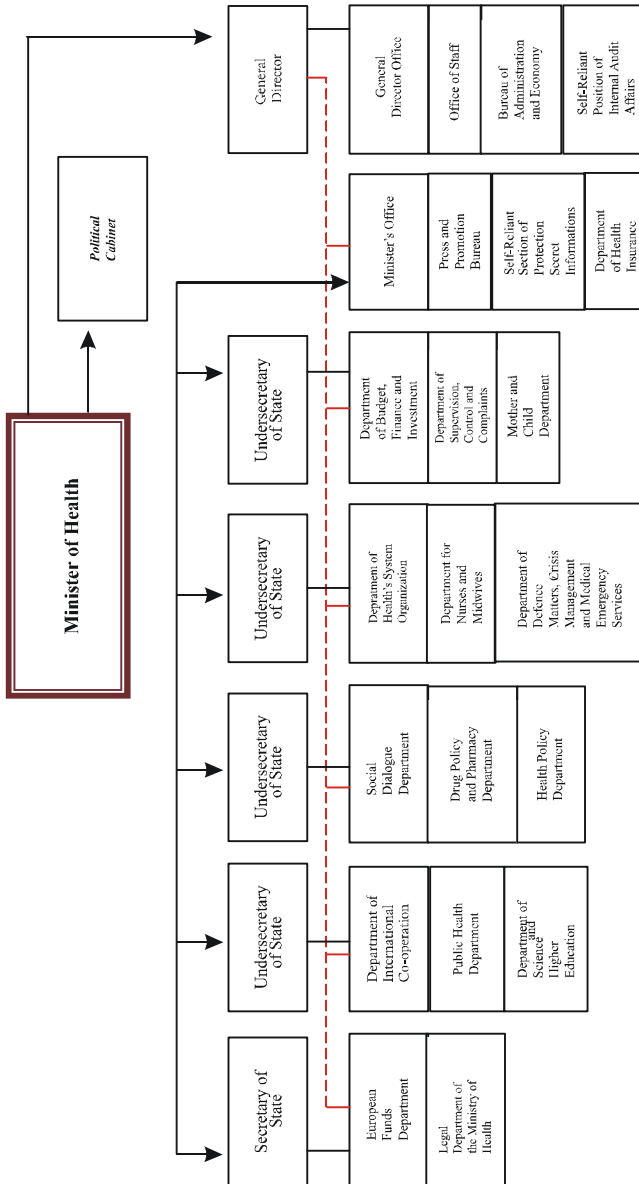 Minister of Health
Political
Cabinet
Secretary of
State
Undersecretary
of State
Undersecretary
of State
Undersecretary
of State
Undersecretary
of State
General
Director
European
Funds
Department
Legal
Department of
the Ministry of
Health
Department of
International
Co-operation
Public Health
Department
Department of
and
Science
Higher
Education
Social
Dialogue
Department
Drug Policy
and Pharmacy
Department
Health Policy
Department
Depratment of
Health's System
Organization
Department for
Nurses and
Midwives
Department of
Defence
Matters, Crisis
Management
and Medical
Emergency
Services
Department
of Budget,
Finance and
Investment
Department of
Supervision,
Control and
Complaints
Mother and
Child
Department
Minister's Office
Press and
Promotion
Bureau
Self-Reliant
Section of
Protection
Secret
Informations
Department
of Health
Insurance
General
Director Office
Office of Staff
Bureau of
Administration
and Economy
Self-Reliant
Position of
Internal Audit
Affairs